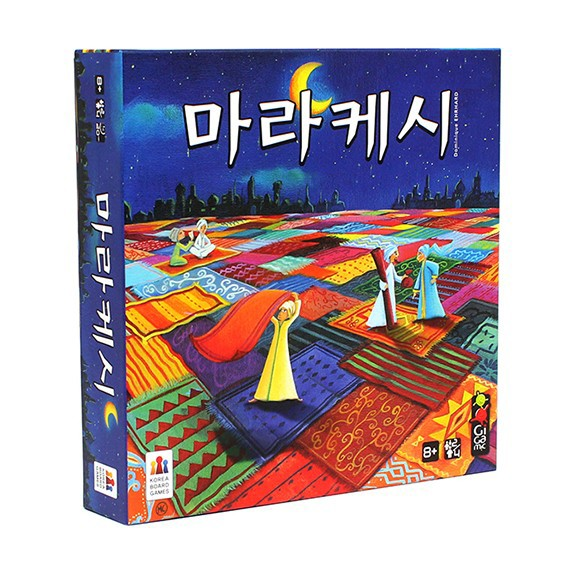 마라케시
Dominique EHRHARD
마라케시
8+
8+
KOREA
BOARD
GAMES
Gigamic